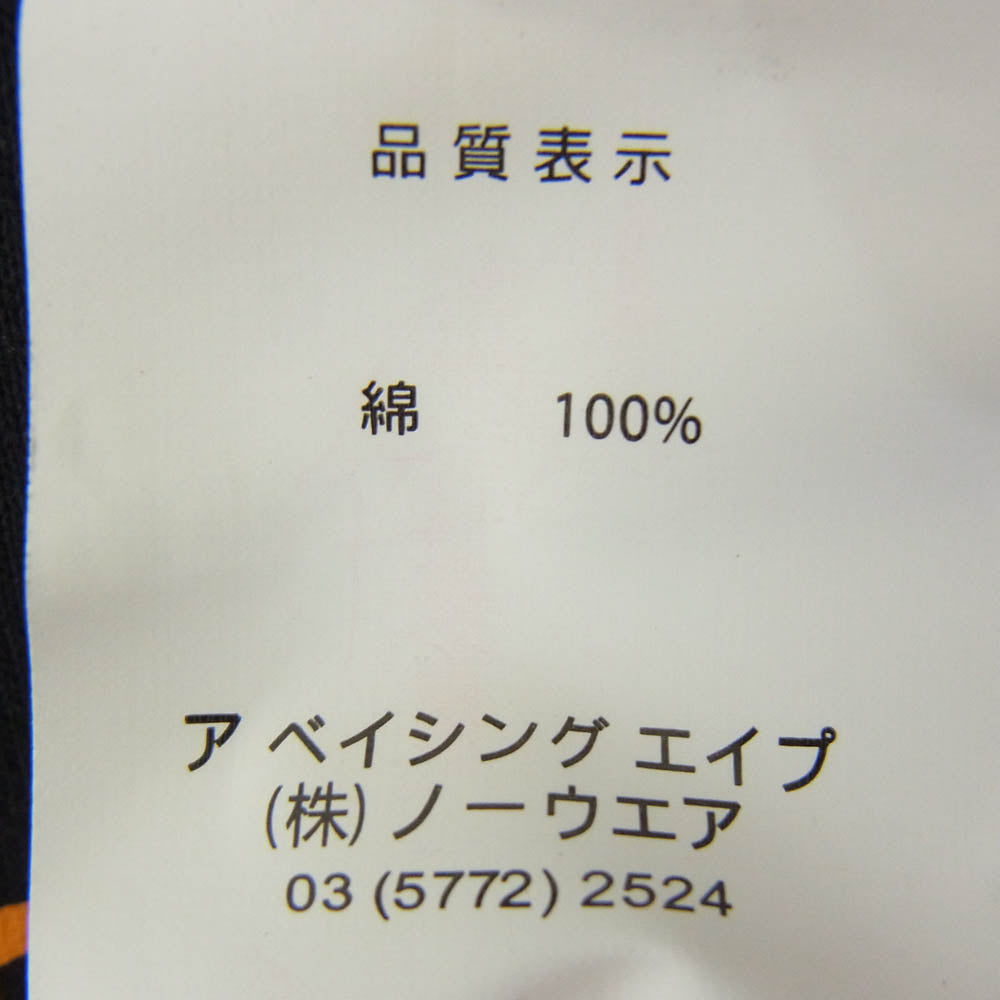 品質表示
綿 100%
ア ベイシング エイプ
(株)ノーウエア
03 (5772) 2524